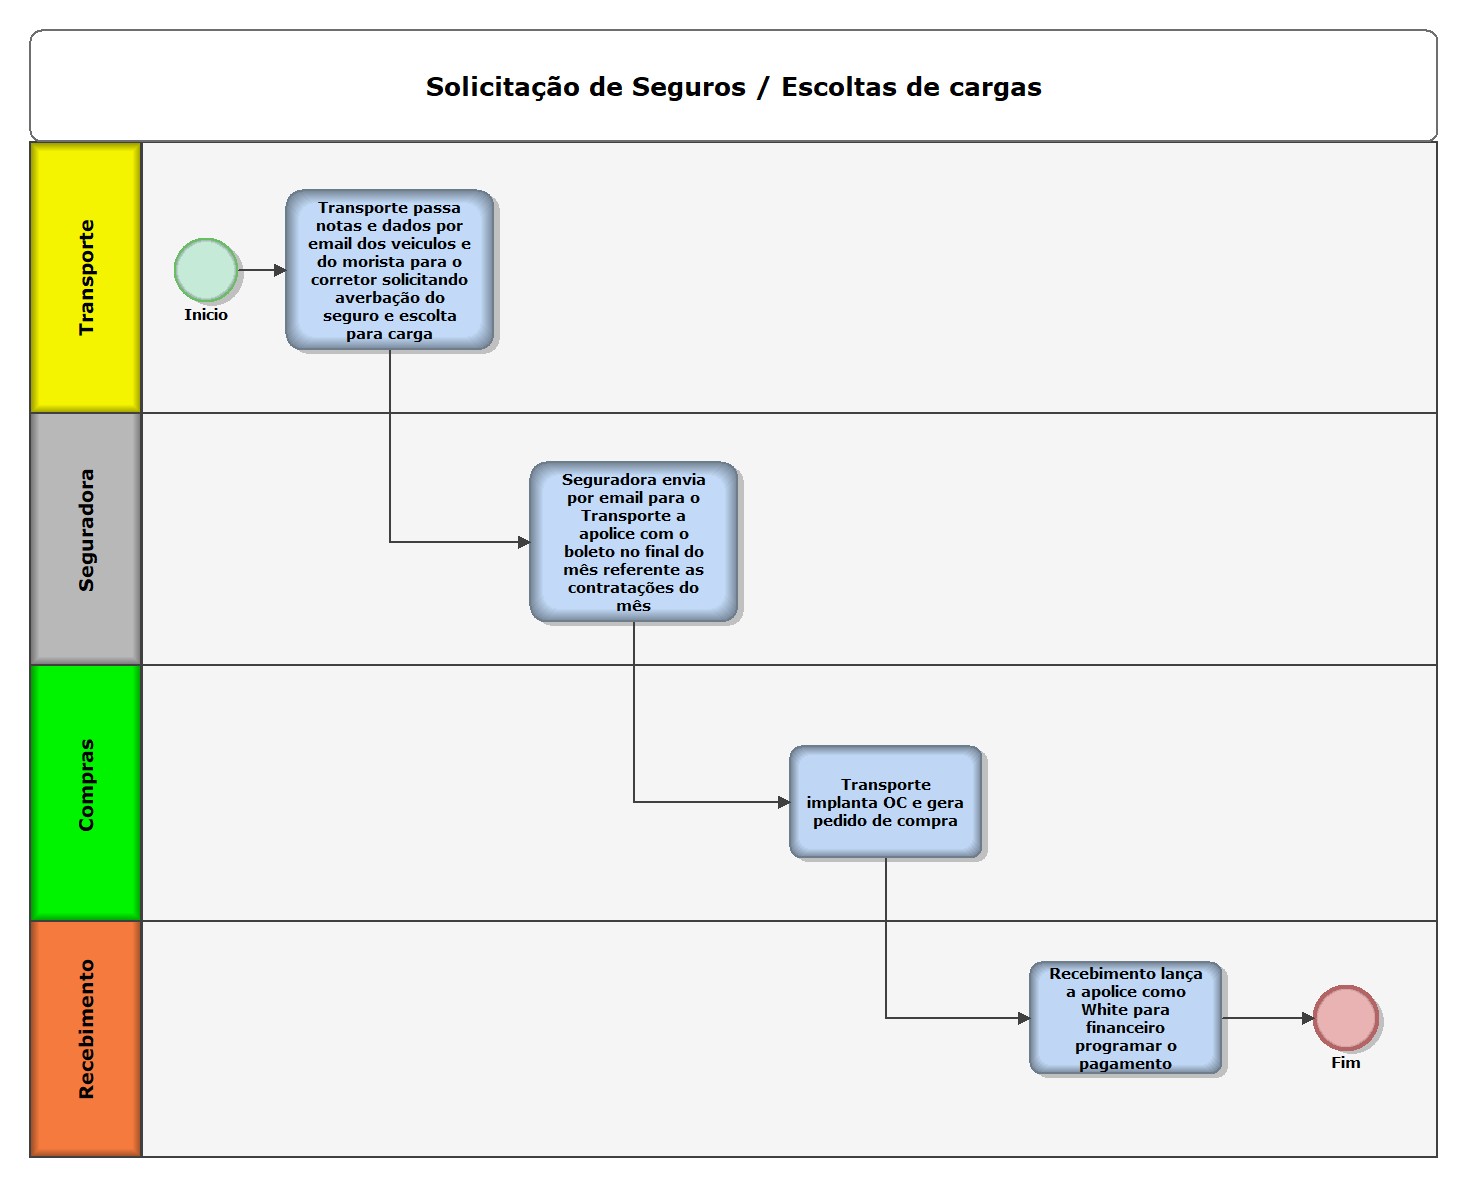 Solicitação de Seguros / Escoltas de cargas
Transporte
Inicio
Transporte passa
notas e dados por
email dos veiculos e
do morista para o
corretor solicitando
averbação do
seguro e escolta
para carga
Seguradora
Seguradora envia
por email para o
Transporte a
apolice com o
boleto no final do
mês referente as
contratações do
mês
Compras
Transporte
implanta OC e gera
pedido de compra
Recebimento
Recebimento lança
a apolice como
White para
financeiro
programar o
pagamento
Fim